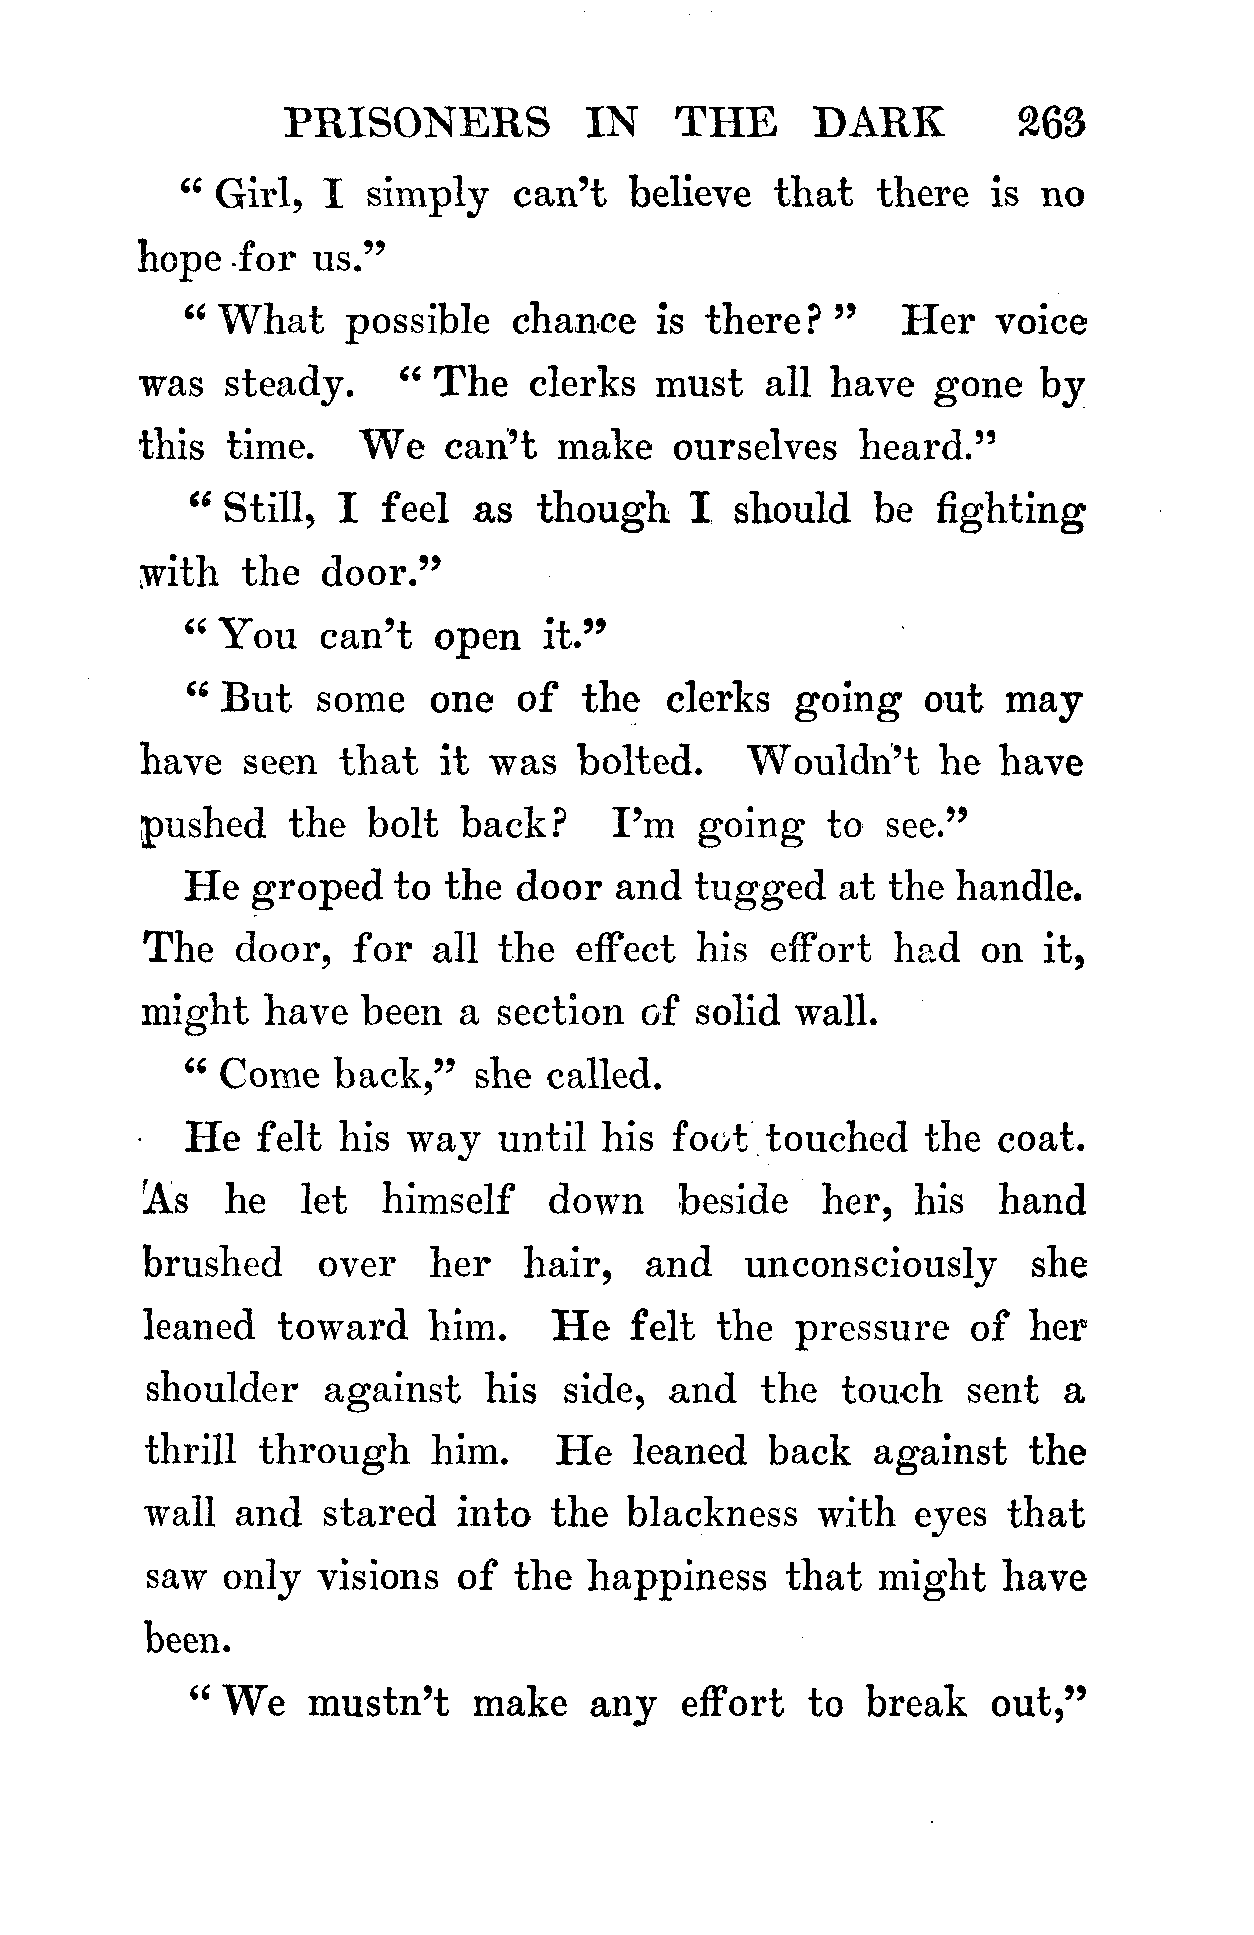 PRISONERS IN THE DARK 263
“ Girl, I simply can’t believe that there is no
hope for us.”
“ What possible chance is there? ” Her voice
was steady. “ The clerks must all have gone by
this time. We can’t make ourselves heard.”
“ Still, I feel as though I should be fighting
with the door.”
“ You can’t open it.”
“ But some one of the clerks going out may
have seen that it was bolted. Wouldn’t he have
pushed the bolt back? I’m going to see.”
He groped to the door and tugged at the handle.
The door, for all the effect his effort had on it,
might have been a section of solid wall.
“ Come back,” she called.
He felt his way until his foot touched the coat.
As he let himself down beside her, his hand
brushed over her hair, and unconsciously she
leaned toward him. He felt the pressure of her
shoulder against his side, and the touch sent a
thrill through him. He leaned back against the
wall and stared into the blackness with eyes that
saw only visions of the happiness that might have
been.
“ We mustn’t make any effort to break out,”